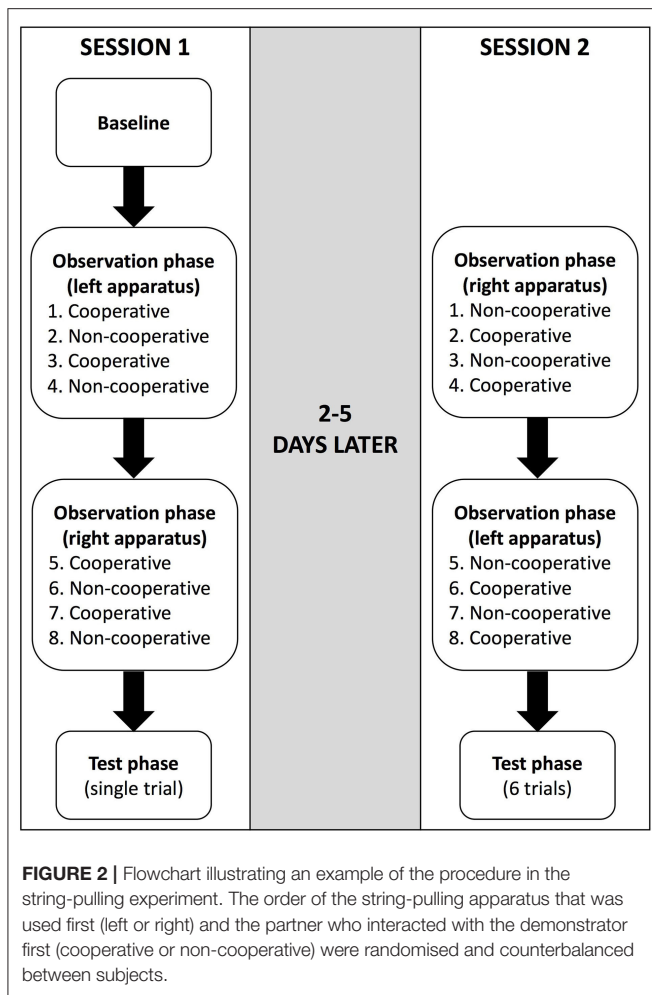 SESSION 1
Baseline
Observation phase
(left apparatus)
1. Cooperative
2. Non-cooperative
3. Cooperative
4. Non-cooperative
Observation phase
(right apparatus)
5. Cooperative
6. Non-cooperative
7. Cooperative
8. Non-cooperative
Test phase
(single trial)
2-5
DAYS LATER
SESSION 2
Observation phase
(right apparatus)
1. Non-cooperative
2. Cooperative
3. Non-cooperative
4. Cooperative
Observation phase
(left apparatus)
5. Non-cooperative
6. Cooperative
7. Non-cooperative
8. Cooperative
Test phase
(6 trials)
FIGURE 2 | Flowchart illustrating an example of the procedure in the
string-pulling experiment. The order of the string-pulling apparatus that was
used first (left or right) and the partner who interacted with the demonstrator
first (cooperative or non-cooperative) were randomised and counterbalanced
between subjects.